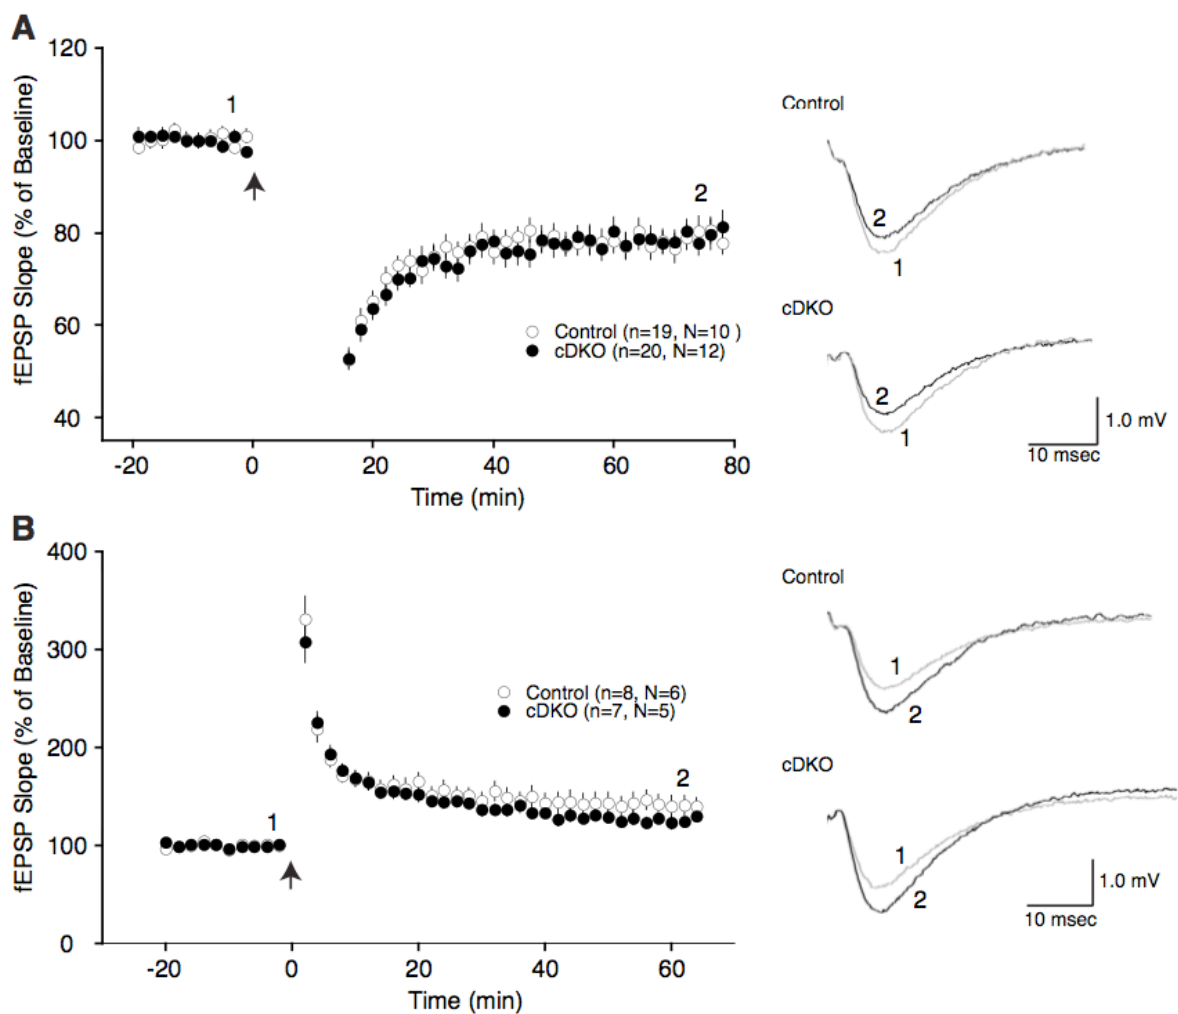 A
120
100
80
60
40
fEPSP Slope (% of Baseline)
1
2
Control (n=19, N=10 )
cDKO (n=20, N=12)
-20
0
20
40
60
80
Time (min)
Control
2
1
cDKO
2
1
1.0 mV
10 msec
B
400
300
200
100
0
fEPSP Slope (% of Baseline)
1
2
Control (n=8, N=6)
cDKO (n=7, N=5)
-20
0
20
40
60
Time (min)
Control
1
2
cDKO
1
2
1.0 mV
10 msec